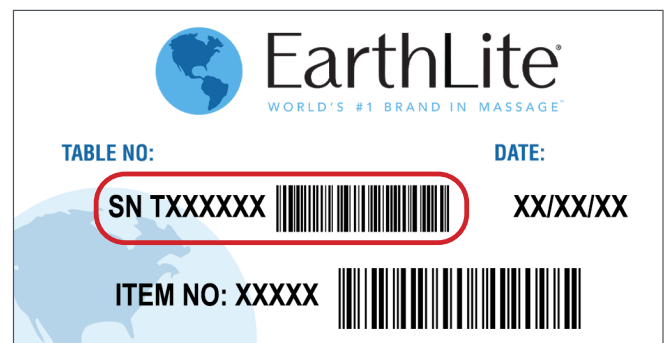 EarthLite®
WORLD'S #1 BRAND IN MASSAGE™
TABLE NO: DATE:
SN TXXXXXX XX/XX/XX
ITEM NO: XXXXX